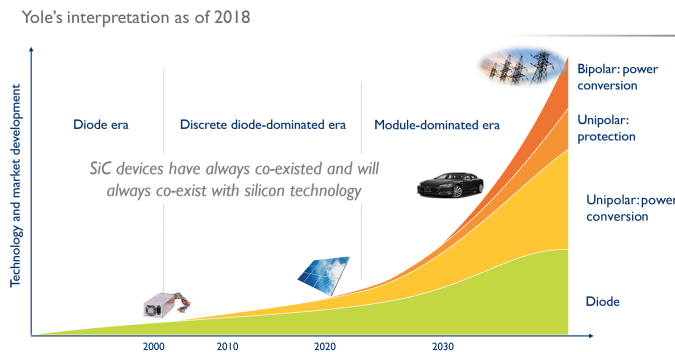 Yole's interpretation as of 2018
Technology and market development
Diode era
Discrete diode-dominated era
Module-dominated era
SiC devices have always co-existed and will
always co-exist with silicon technology
Bipolar: power
conversion
Unipolar:
protection
Unipolar: power
conversion
Diode
2000
2010
2020
2030